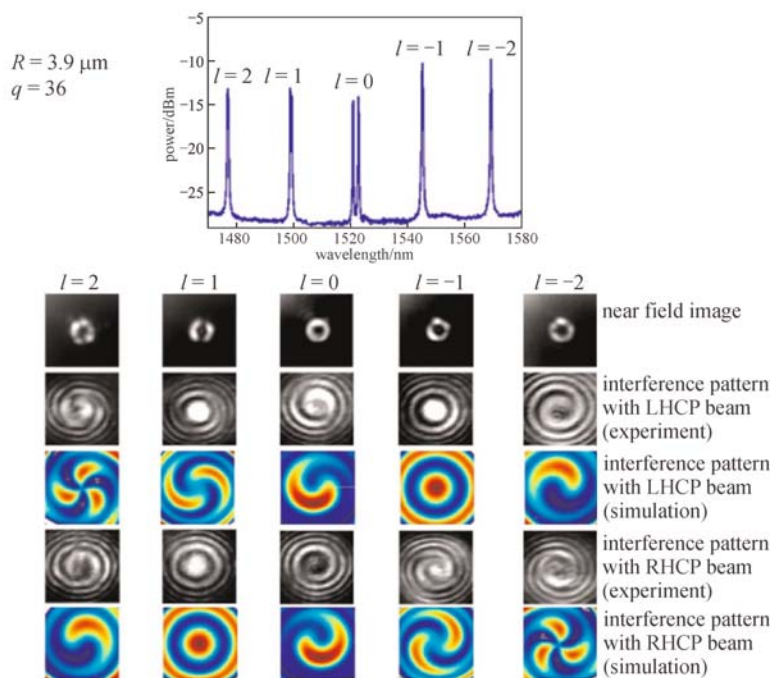 R = 3.9 μm
q = 36
−5
−10
−15
−20
−25
power/dBm
l = 2
l = 1
l = 0
l = −1
l = −2
1480
1500
1520
1540
1560
1580
wavelength/nm
l = 2
l = 1
l = 0
l = −1
l = −2
near field image
interference pattern
with LHCP beam
(experiment)
interference pattern
with LHCP beam
(simulation)
interference pattern
with RHCP beam
(experiment)
interference pattern
with RHCP beam
(simulation)